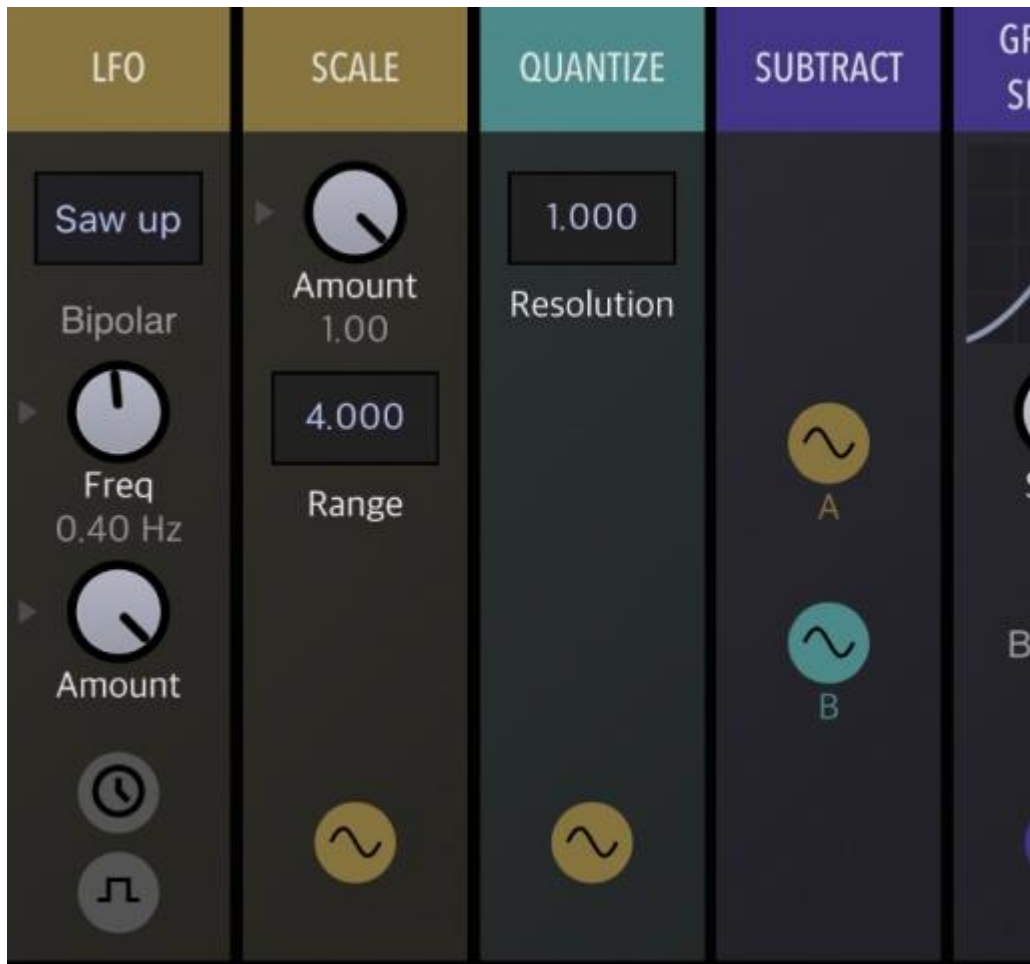 LFO
Saw up
Bipolar
Freq
0.40 Hz
Amount
SCALE
Amount
1.00
4.000
Range
QUANTIZE
1.000
Resolution
SUBTRACT
A
B